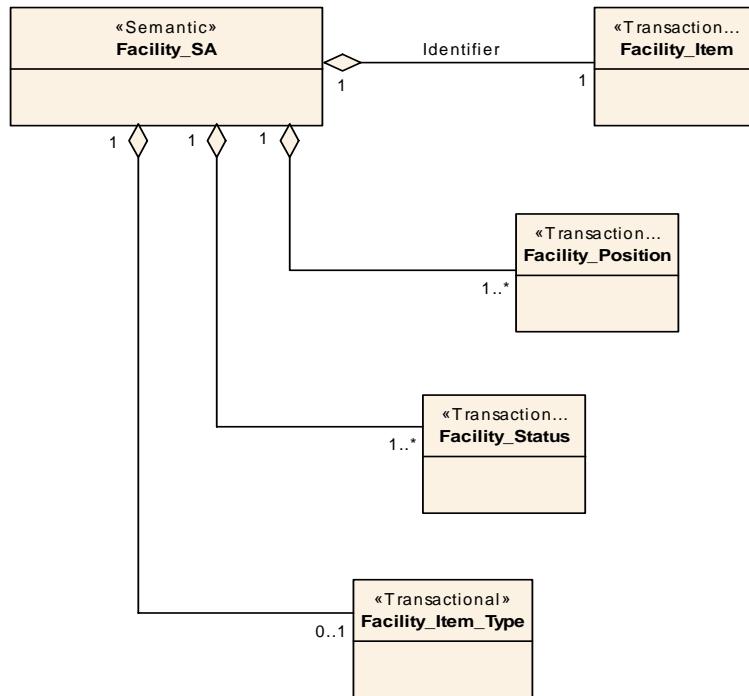 «Semantic»
Facility_SA
Identifier
1
1
«Transaction...
Facility_Item
1
1
1
«Transaction...
Facility_Position
1..*
«Transaction...
Facility_Status
1..*
«Transactional»
Facility_Item_Type
0..1